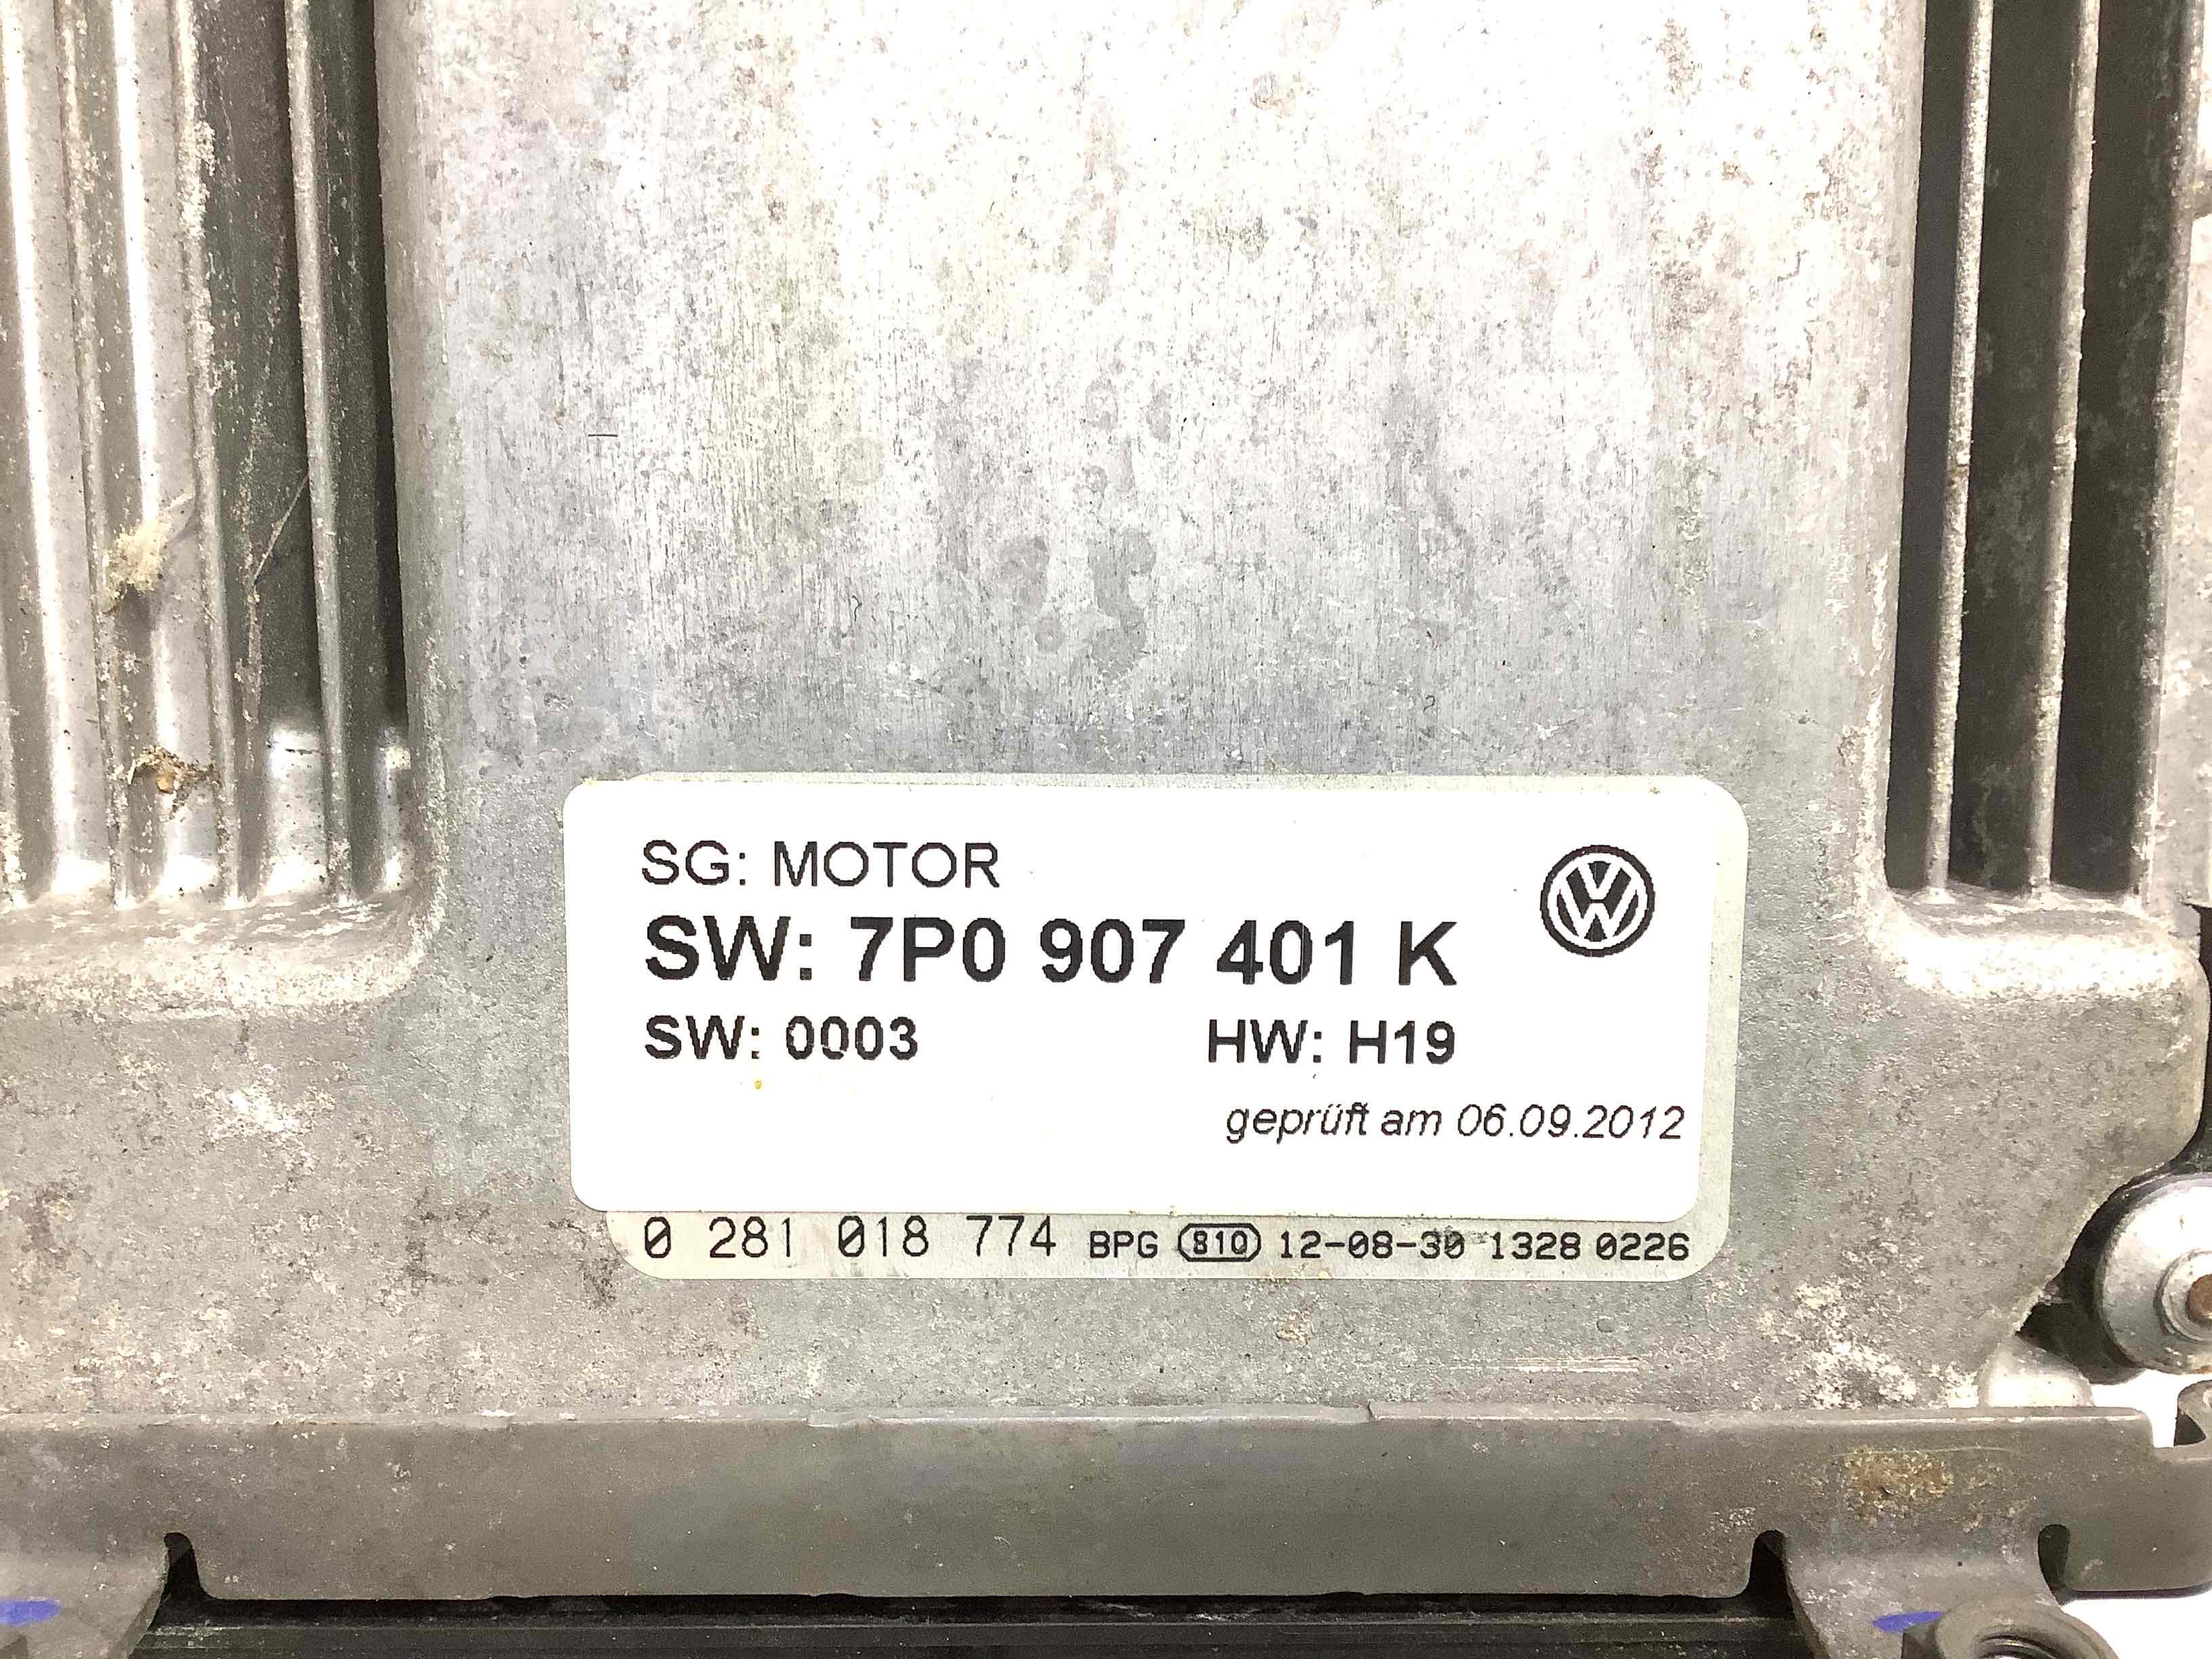 SG: MOTOR
SW: 7P0 907 401 K
SW: 0003 HW: H19
geprüft am 06.09.2012
0 281 018 774 BPG 810 12-08-30 1328 0226